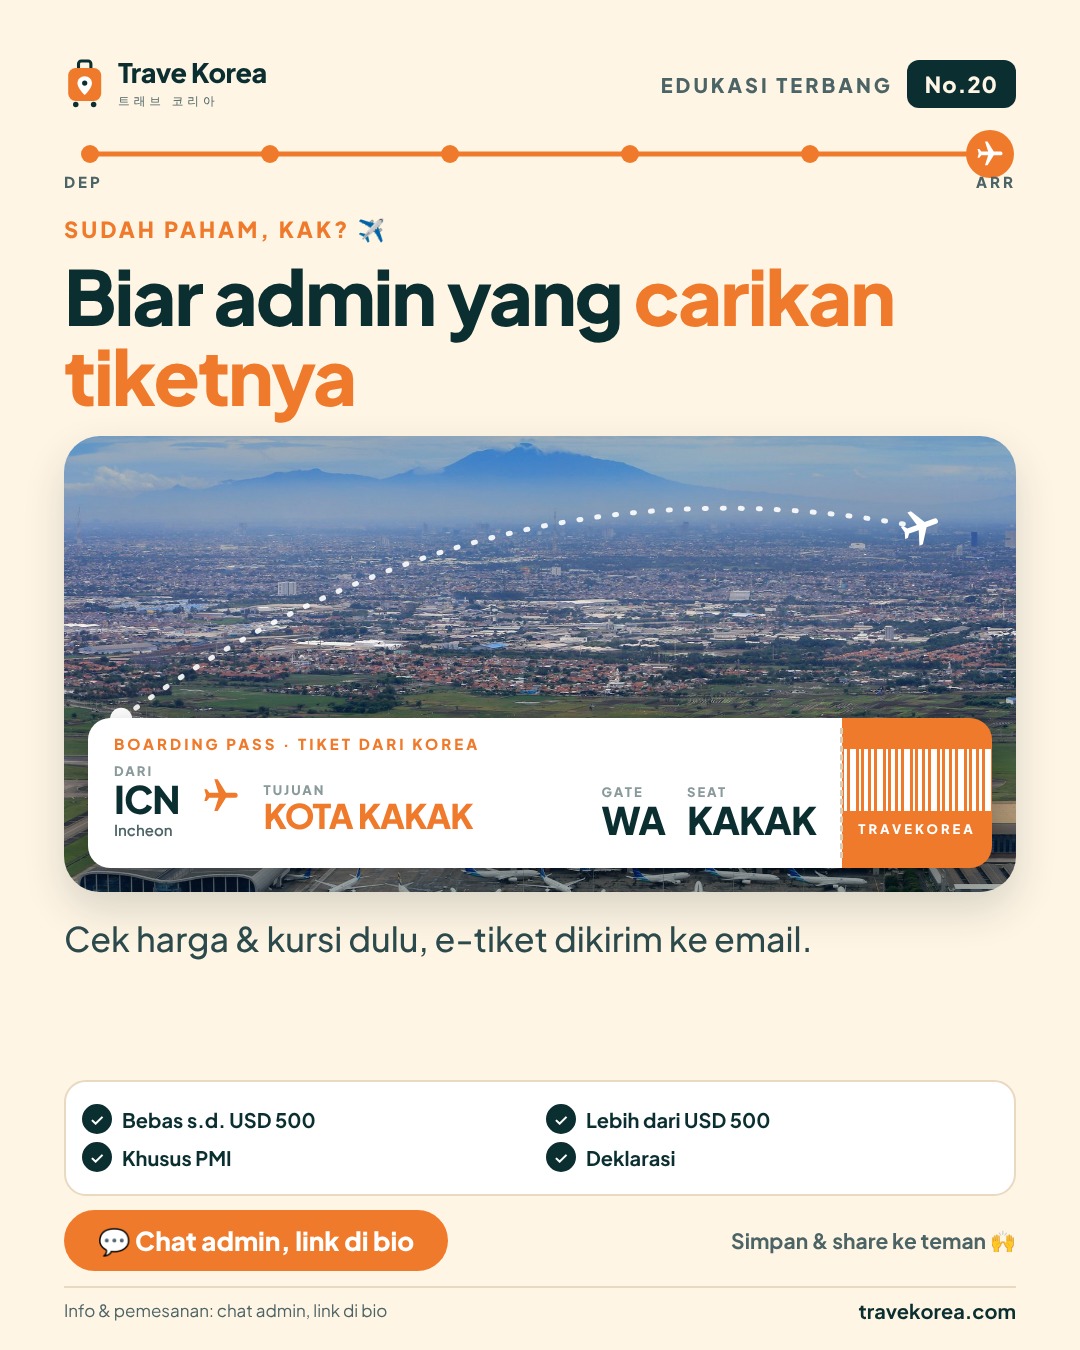 Trave Korea
트래브 코리아
EDUKASI TERBANG
No.20
DEP
ARR
SUDAH PAHAM, KAK? ✈️
Biar admin yang carikan
tiketnya
BOARDING PASS · TIKET DARI KOREA
DARI
ICN
Incheon
TUJUAN
KOTA KAKAK
GATE
WA
SEAT
KAKAK
TRAVEKOREA
Cek harga & kursi dulu, e-tiket dikirim ke email.
Bebas s.d. USD 500
Lebih dari USD 500
Khusus PMI
Deklarasi
💬 Chat admin, link di bio
Simpan & share ke teman 🙌
Info & pemesanan: chat admin, link di bio
travekorea.com